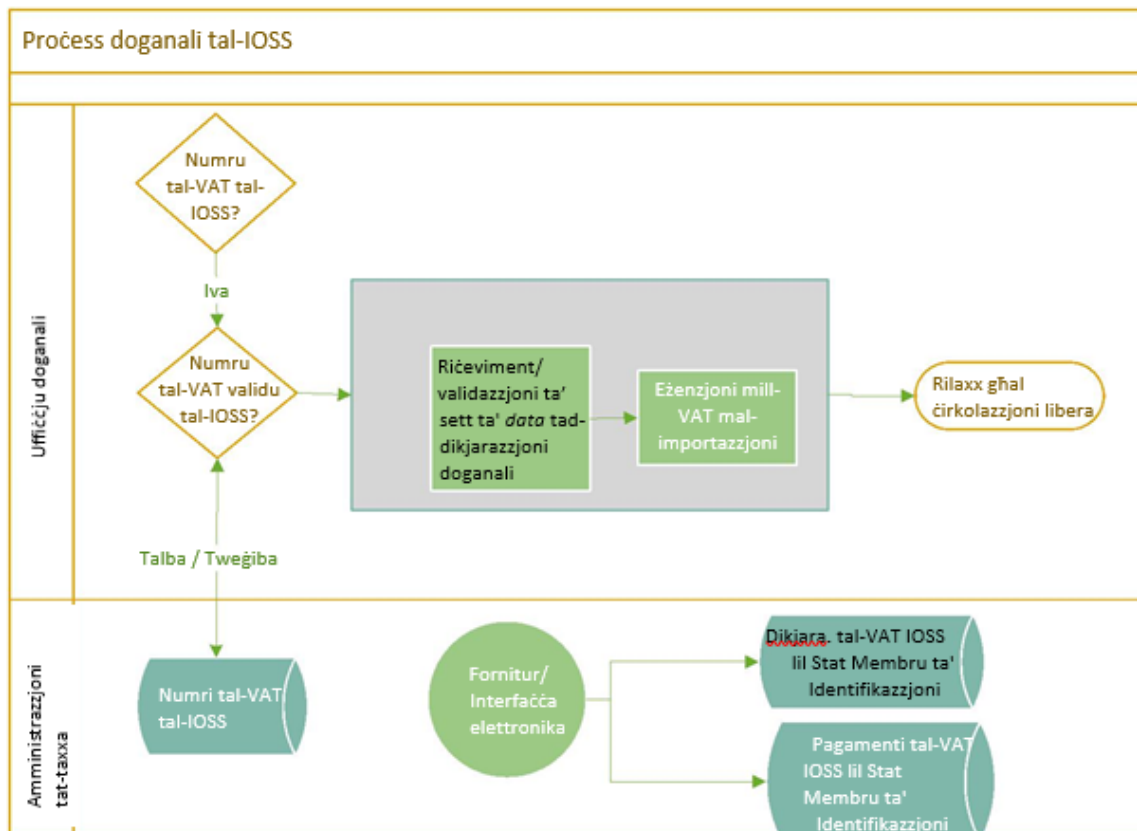 Proċess doganali tal-IOSS
Uffiċċju doganali
Numru
tal-VAT tal-
IOSS?
Iva
Numru
tal-VAT validu
tal-IOSS?
Riċeviment/
validazzjoni ta’
sett ta' data tad-
dikjarazzjoni
doganali
Eżenzjoni mill-
VAT mal-
importazzjoni
Rilaxx għal
ċirkolazzjoni libera
Talba / Tweġiba
Amministrazzjoni
tat-taxxa
Numri tal-VAT
tal-IOSS
Fornitur/
Interfaċċa
elettronika
Dikjara. tal-VAT IOSS
lil Stat Membru ta'
Identifikazzjoni
Pagamenti tal-VAT
IOSS lil Stat
Membru ta'
Identifikazzjoni